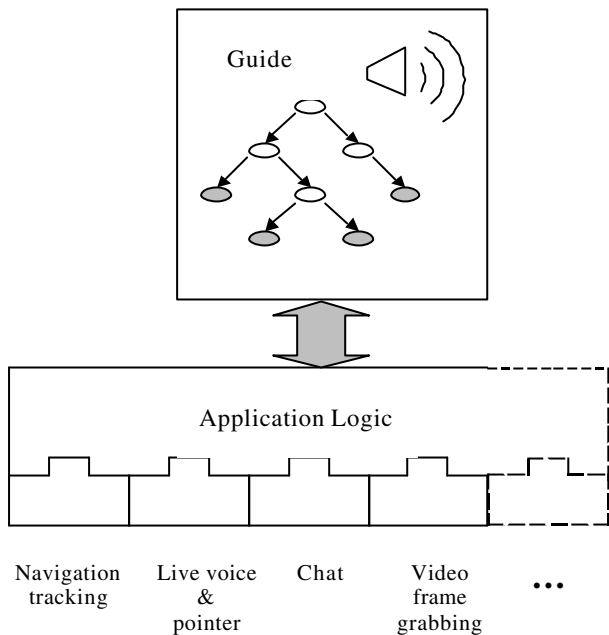 Guide
Application Logic
Navigation
tracking
Live voice
&
pointer
Chat
Video
frame
grabbing
...